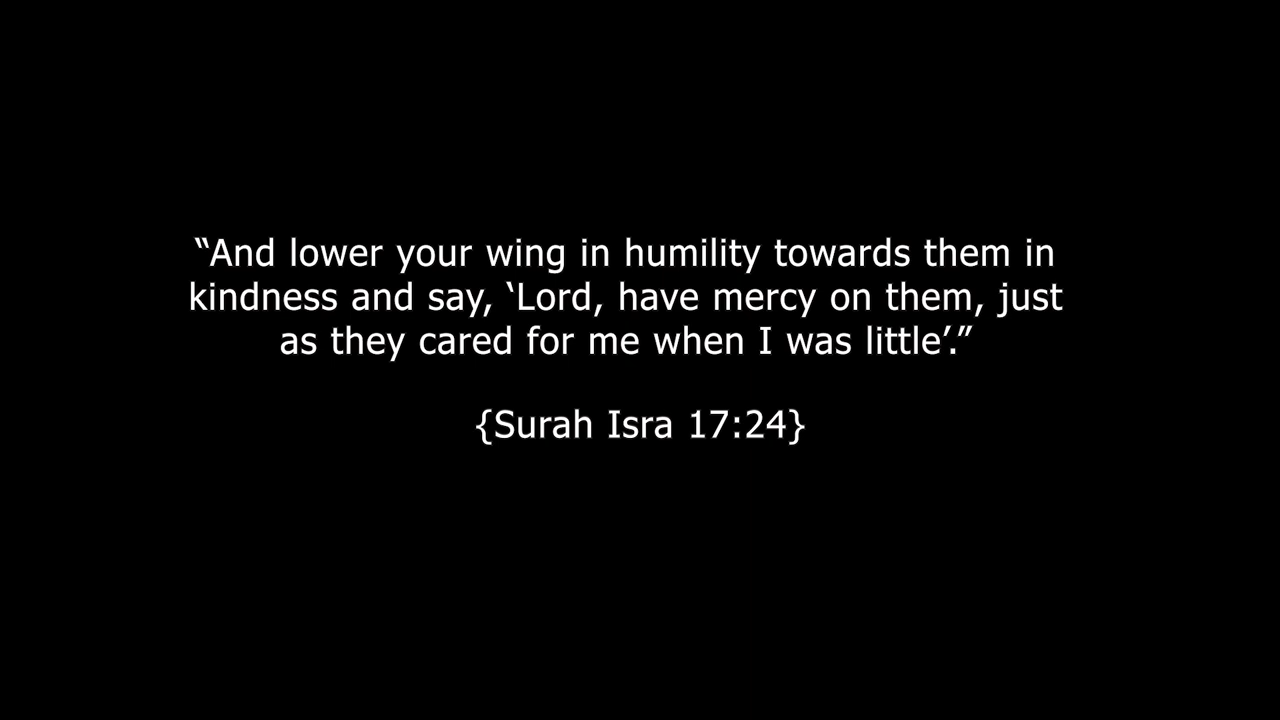 “And lower your wing in humility towards them in
kindness and say, ‘Lord, have mercy on them, just
as they cared for me when I was little’.”
{Surah Isra 17:24}